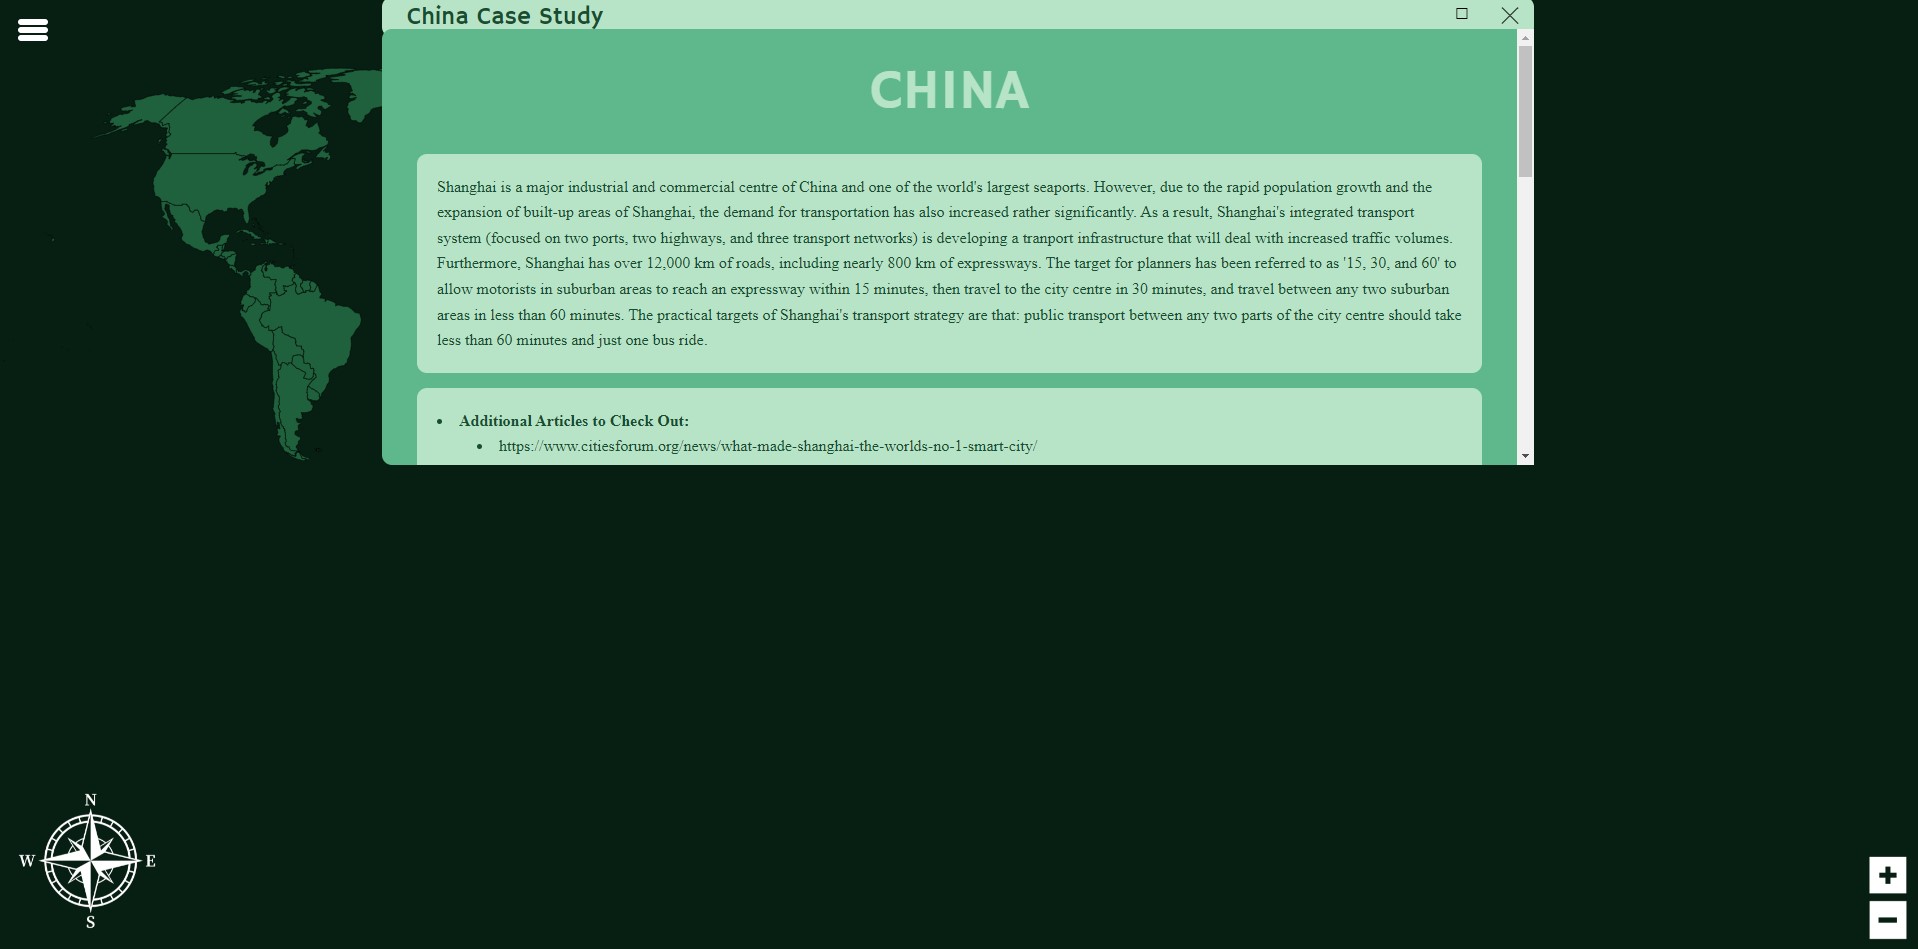 China Case Study
CHINA
Shanghai is a major industrial and commercial centre of China and one of the world's largest seaports. However, due to the rapid population growth and the
expansion of built-up areas of Shanghai, the demand for transportation has also increased rather significantly. As a result, Shanghai's integrated transport
system (focused on two ports, two highways, and three transport networks) is developing a tranport infrastructure that will deal with increased traffic volumes.
Furthermore, Shanghai has over 12,000 km of roads, including nearly 800 km of expressways. The target for planners has been referred to as '15, 30, and 60' to
allow motorists in suburban areas to reach an expressway within 15 minutes, then travel to the city centre in 30 minutes, and travel between any two suburban
areas in less than 60 minutes. The practical targets of Shanghai's transport strategy are that: public transport between any two parts of the city centre should take
less than 60 minutes and just one bus ride.
Additional Articles to Check Out:
https://www.citiesforum.org/news/what-made-shanghai-the-worlds-no-1-smart-city/
N
W E
S